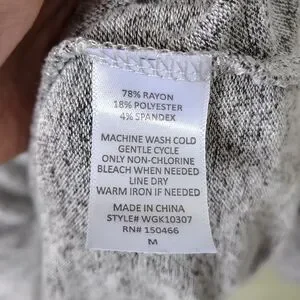 78% RAYON
18% POLYESTER
4% SPANDEX
MACHINE WASH COLD
GENTLE CYCLE
ONLY NON-CHLORINE
BLEACH WHEN NEEDED
LINE DRY
WARM IRON IF NEEDED
MADE IN CHINA
STYLE# WGK10307
RN# 150466
M